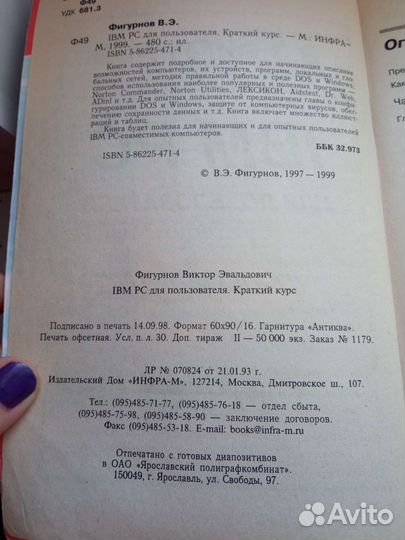 Ф49
УДК 681.3
Фигурнов В.Э.
Ф49 IBM PC для пользователя. Краткий курс. — М.: ИНФРА-
М, 1999. — 480 с.: ил.
ISBN 5-86225-471-4
Книга содержит подробное и доступное для начинающих описание
возможностей компьютеров, их устройств, программ, локальных и гло-
бальных сетей, методик правильной работы в среде DOS и Windows,
способов использования наиболее популярных и полезных программ —
Norton Commander, Norton Utilities, ЛЕКСИКОН, Aidstest, Dr. Web,
ADinf и т.д. Для опытных пользователей предназначены главы о конфи-
гурировании DOS и Windows, защите от компьютерных вирусов, обес-
печению сохранности данных и т.д. Книга включает множество иллюст-
раций и таблиц.
Книга будет полезна для начинающих и для опытных пользователей
IBM PC-совместимых компьютеров.
ББК 32.973
ISBN 5-86225-471-4
© В.Э. Фигурнов, 1997 — 1999
Фигурнов Виктор Эвальдович
IBM PC для пользователя. Краткий курс
Подписано в печать 14.09.98. Формат 60x90/16. Гарнитура «Антиква».
Печать офсетная. Усл. п.л. 30. Доп. тираж II — 50 000 экз. Заказ № 1179.
ЛР № 070824 от 21.01.93 г.
Издательский Дом «ИНФРА-М», 127214, Москва, Дмитровское ш., 107.
Тел.: (095)485-71-77, (095)485-76-18 — отдел сбыта,
(095)485-75-98, (095)485-58-90 — заключение договоров.
Факс (095)485-53-18. E-mail: books@infra-m.ru
Отпечатано с готовых диапозитивов
в ОАО «Ярославский полиграфкомбинат».
150049, г. Ярославль, ул. Свободы, 97.
Avito